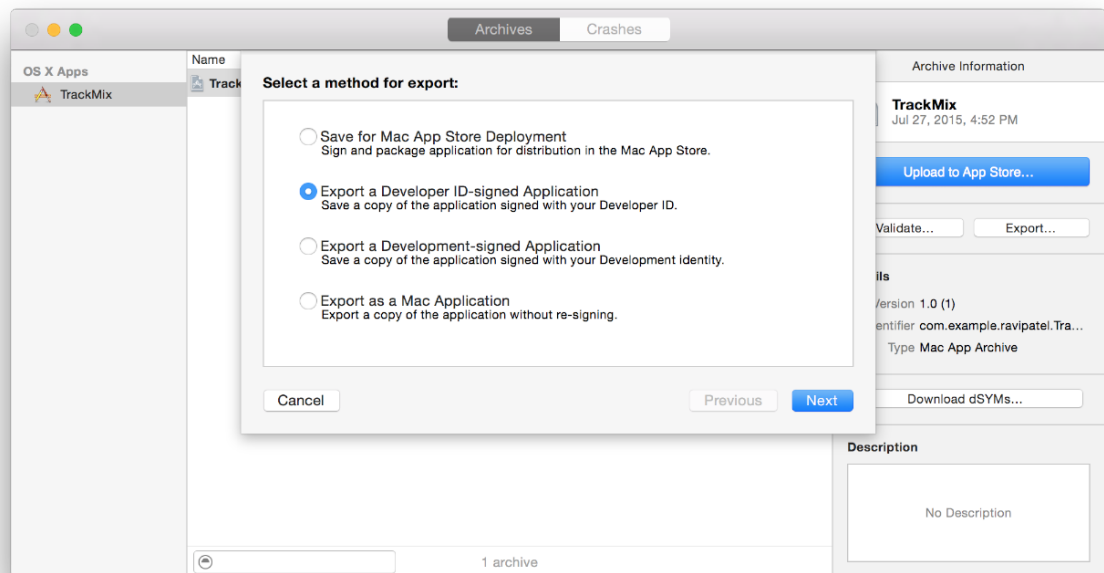 Archives
Crashes
OS X Apps
TrackMix
Name
Track
Select a method for export:
Save for Mac App Store Deployment
Sign and package application for distribution in the Mac App Store.
Export a Developer ID-signed Application
Save a copy of the application signed with your Developer ID.
Export a Development-signed Application
Save a copy of the application signed with your Development identity.
Export as a Mac Application
Export a copy of the application without re-signing.
Cancel
Previous
Next
Archive Information
TrackMix
Jul 27, 2015, 4:52 PM
Upload to App Store...
Validate...
Export...
ils
Version 1.0 (1)
entifier com.example.ravipatel.Tra...
Type Mac App Archive
Download dSYMs...
Description
No Description
1 archive